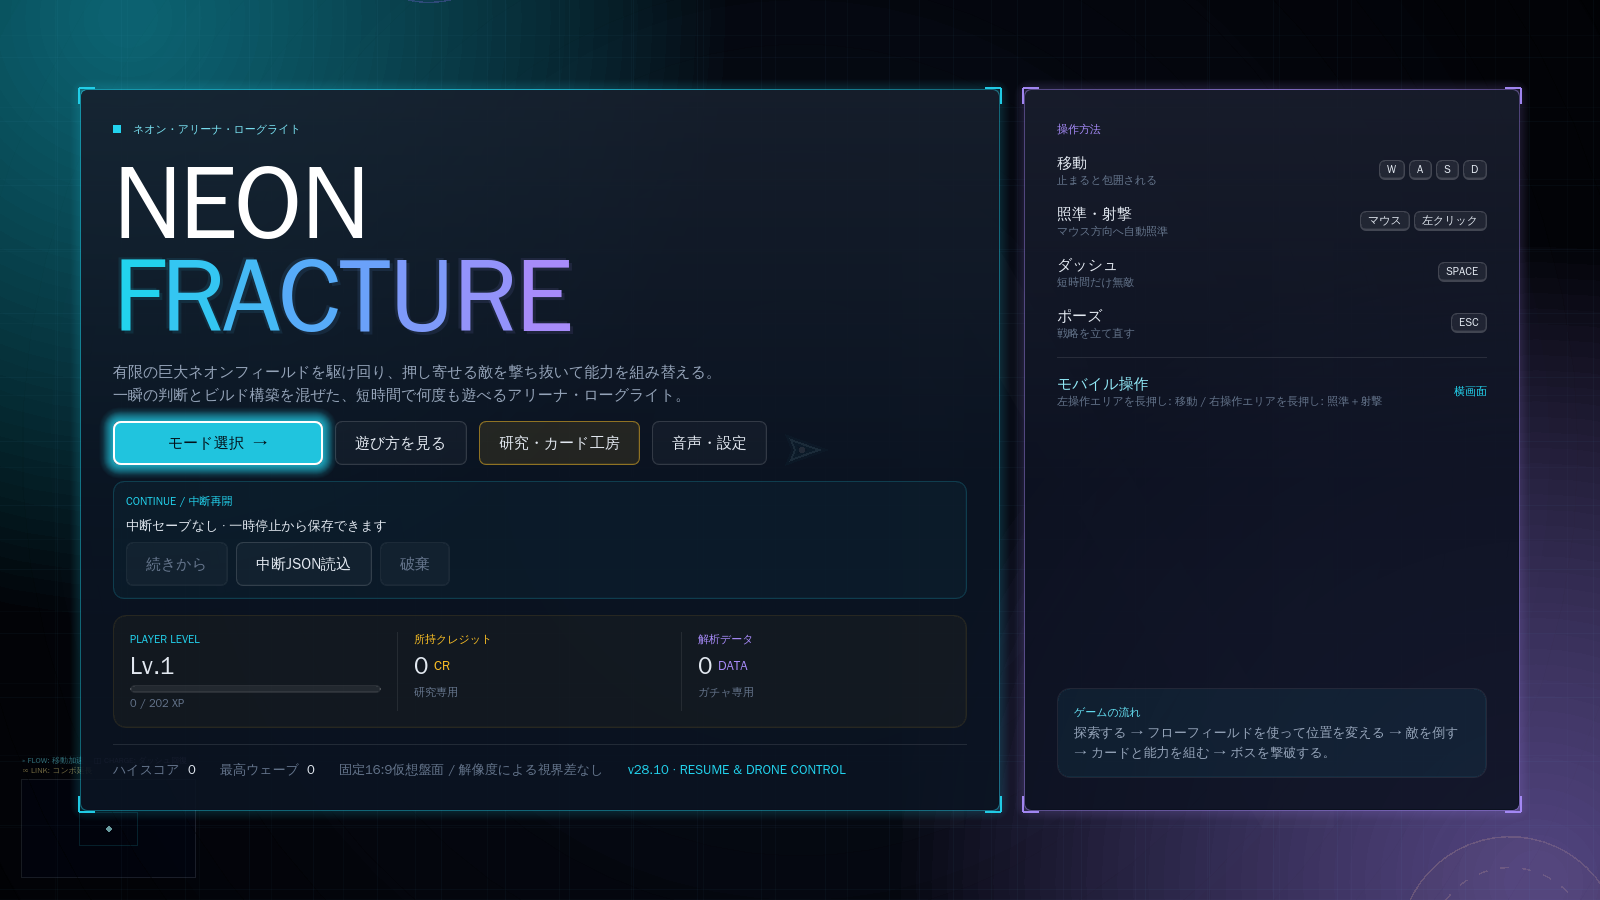 ネオン・アリーナ・ローグライト
NEON
FRACTURE
有限の巨大ネオンフィールドを駆け回り、押し寄せる敵を撃ち抜いて能力を組み替える。
一瞬の判断とビルド構築を混ぜた、短時間で何度も遊べるアリーナ・ローグライト。
モード選択 →
遊び方を見る
研究・カード工房
音声・設定
CONTINUE / 中断再開
中断セーブなし · 一時停止から保存できます
続きから
中断JSON読込
破棄
PLAYER LEVEL
Lv.1
0 / 202 XP
所持クレジット
0 CR
研究専用
解析データ
0 DATA
ガチャ専用
ハイスコア 0
最高ウェーブ 0
固定16:9仮想盤面 / 解像度による視界差なし
v28.10 · RESUME & DRONE CONTROL
FLOW: 移動加速
LINK: コンボ
操作方法
移動
止まると包囲される
W A S D
照準・射撃
マウス方向へ自動照準
マウス 左クリック
ダッシュ
短時間だけ無敵
SPACE
ポーズ
戦略を立て直す
ESC
モバイル操作
左操作エリアを長押し: 移動 / 右操作エリアを長押し: 照準＋射撃
横画面
ゲームの流れ
探索する → フローフィールドを使って位置を変える → 敵を倒す
→ カードと能力を組む → ボスを撃破する。